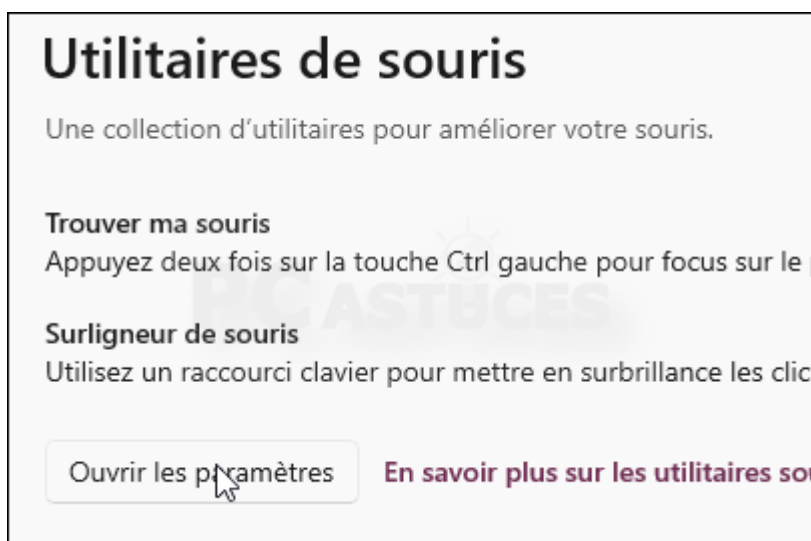 Utilitaires de souris
Une collection d'utilitaires pour améliorer votre souris.
Trouver ma souris
Appuyez deux fois sur la touche Ctrl gauche pour focus sur le
PC ASTUCES
Surligneur de souris
Utilisez un raccourci clavier pour mettre en surbrillance les clic
Ouvrir les paramètres
En savoir plus sur les utilitaires sou